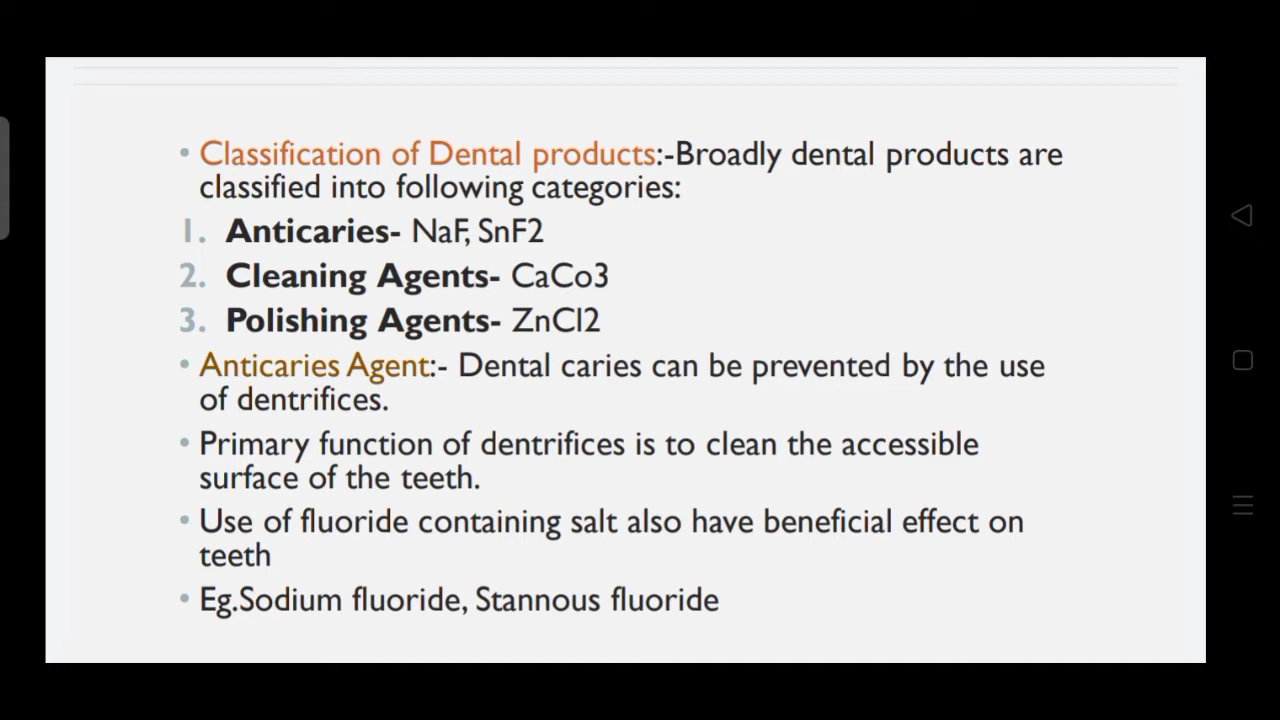 • Classification of Dental products:-Broadly dental products are
classified into following categories:
1. Anticaries- NaF, SnF2
2. Cleaning Agents- CaCo3
3. Polishing Agents- ZnCl2
• Anticaries Agent:- Dental caries can be prevented by the use
of dentrifices.
• Primary function of dentrifices is to clean the accessible
surface of the teeth.
• Use of fluoride containing salt also have beneficial effect on
teeth
• Eg.Sodium fluoride, Stannous fluoride